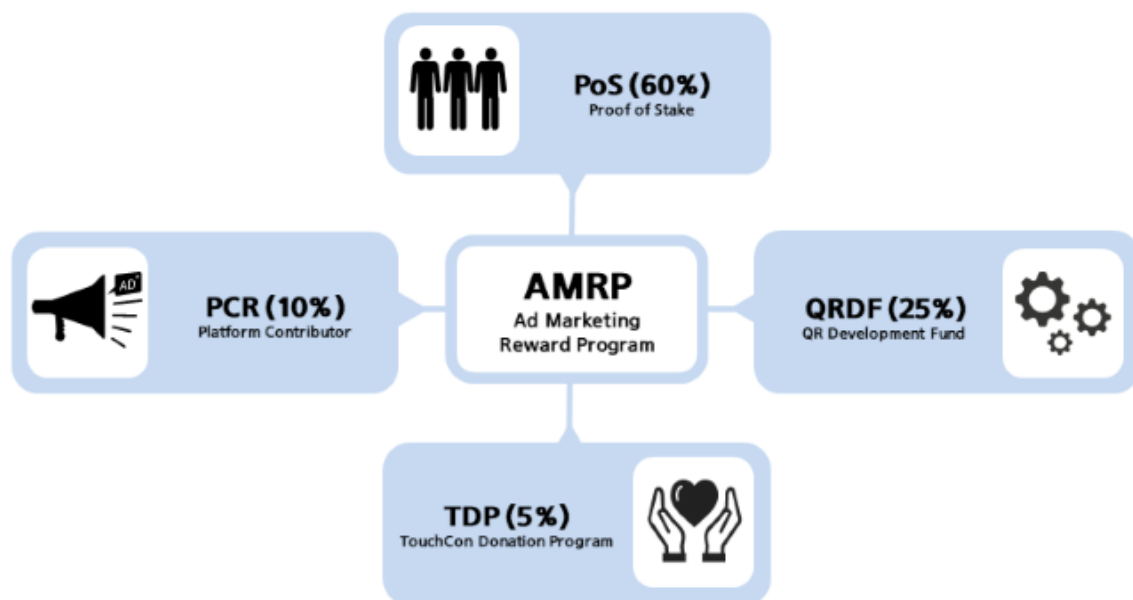 PoS (60%)
Proof of Stake
AD
PCR (10%)
Platform Contributor
AMRP
Ad Marketing
Reward Program
QRDF (25%)
QR Development Fund
TDP (5%)
TouchCon Donation Program